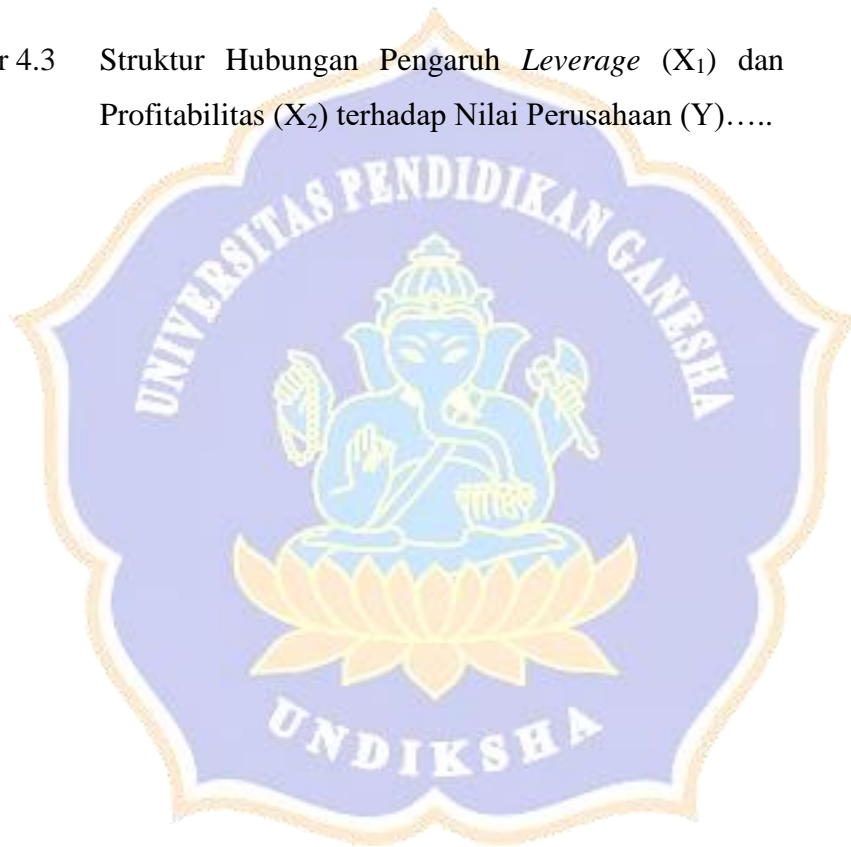 r 4.3 Struktur Hubungan Pengaruh Leverage (X₁) dan
Profitabilitas (X₂) terhadap Nilai Perusahaan (Y)…..
UNIVERSITAS PENDIDIKAN GANESHA
UNDIKSHA